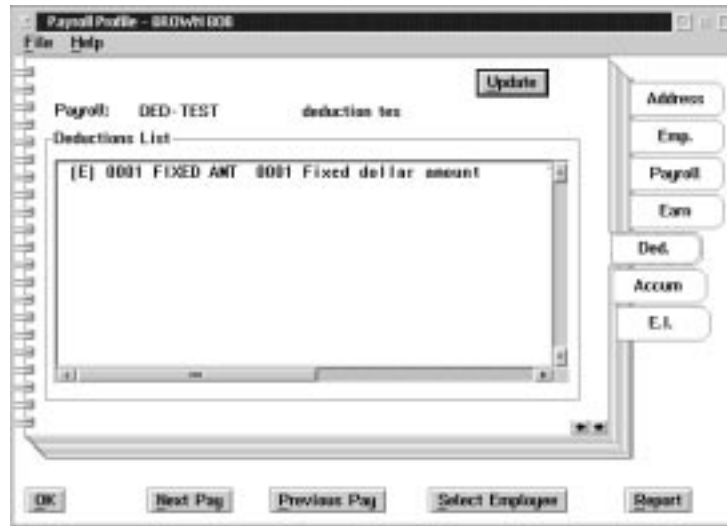 Payroll Profile - BROWN BOB
File Help
Update
Payroll: DED-TEST deduction tes
Deductions List
(E) 0001 FIXED AMT 0001 Fixed dollar amount
Address
Emp.
Payroll
Earn
Ded.
Accum
E.I.
OK Next Pay Previous Pay Select Employee Report